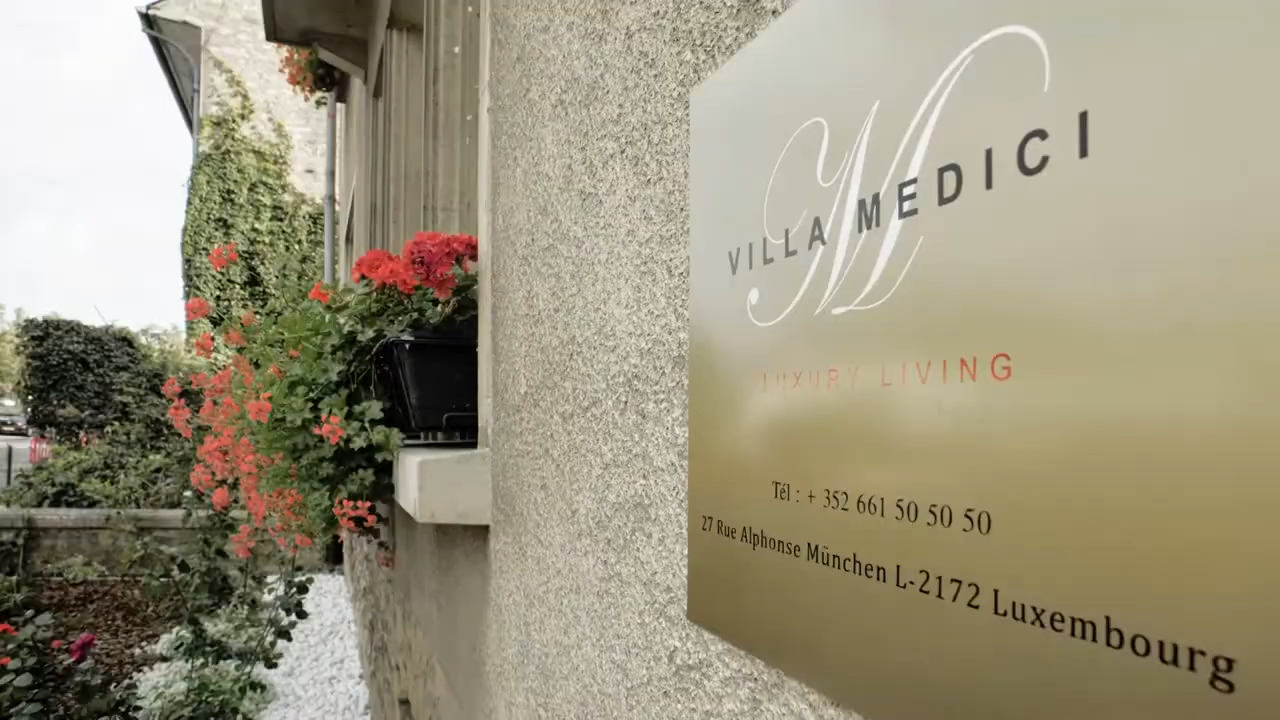 VILLA MEDICI
LUXURY LIVING
Tél : + 352 661 50 50 50
27 Rue Alphonse München L-2172 Luxembourg